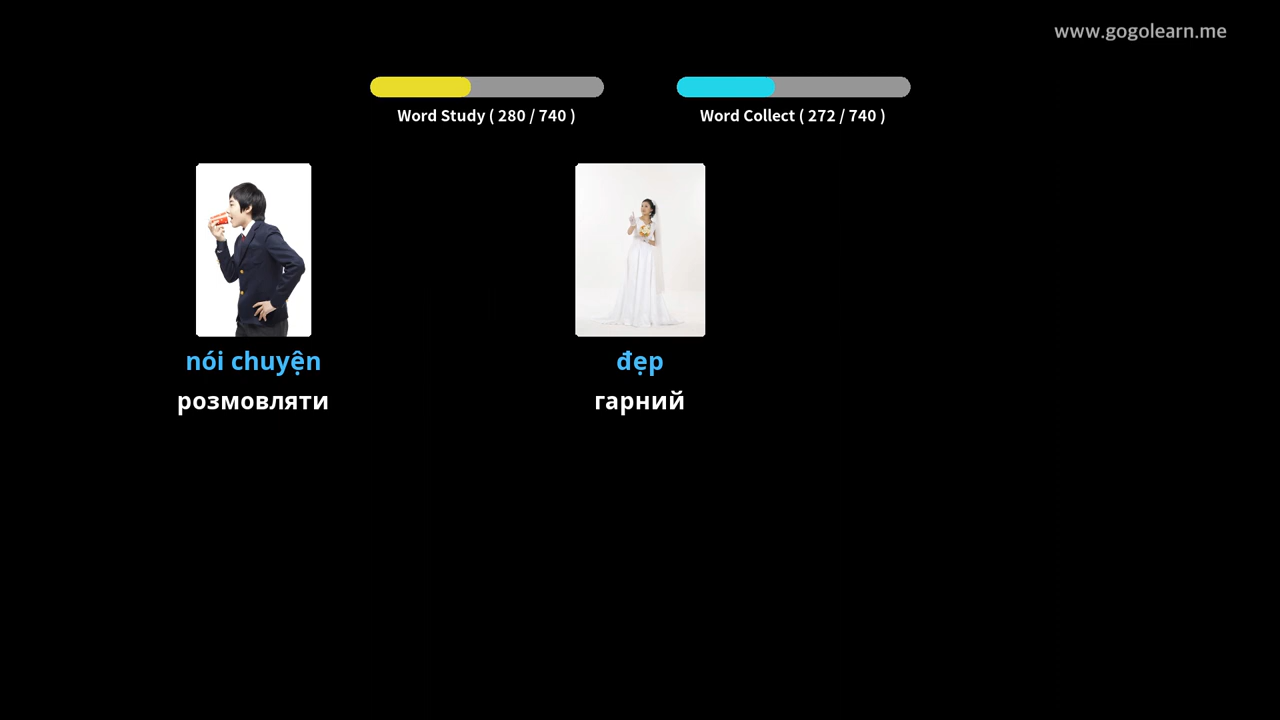 www.gogolearn.me
Word Study ( 280 / 740 )
Word Collect ( 272 / 740 )
nói chuyện
розмовляти
đẹp
гарний